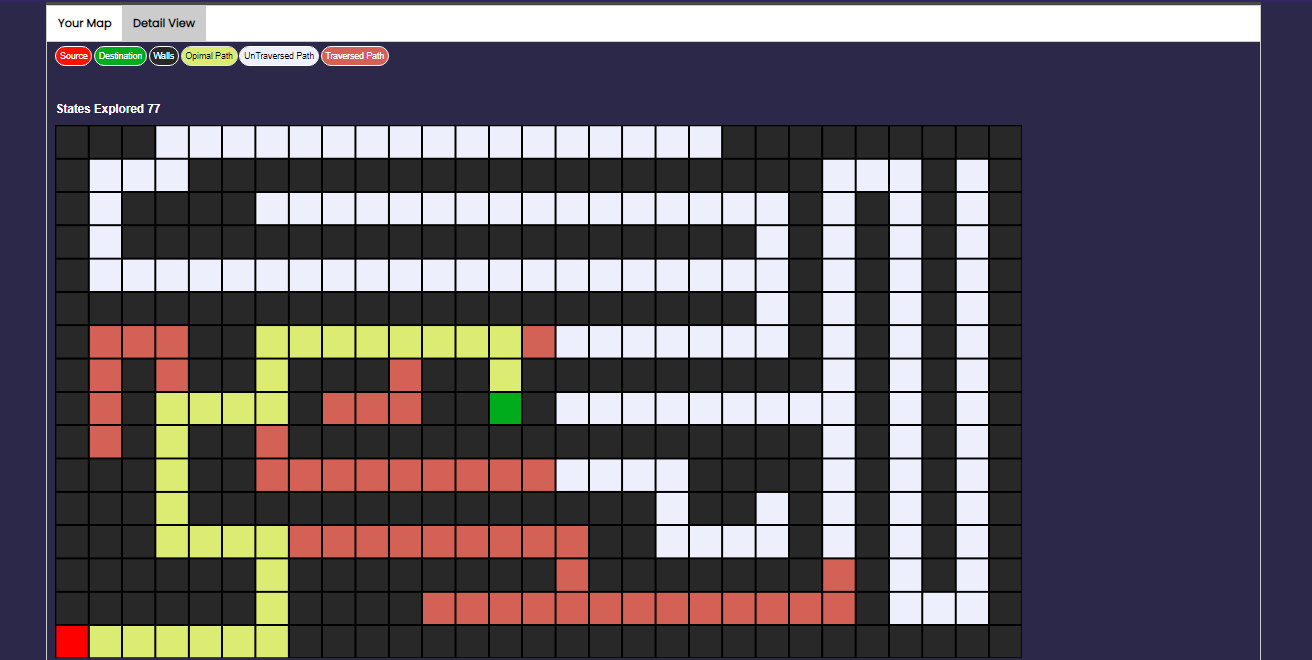 Your Map Detail View
Source Destination Walls Opimal Path UnTraversed Path Traversed Path
States Explored 77